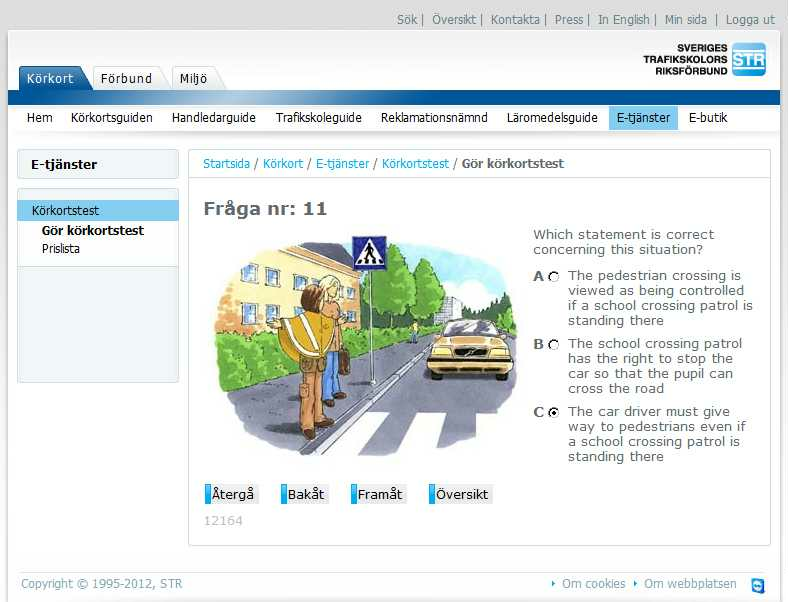 Sök | Översikt | Kontakta | Press | In English | Min sida | Logga ut
SVERIGES
TRAFIKSKOLORS
RIKSFÖRBUND
STR
Körkort Förbund Miljö
Hem Körkortsguiden Handledarguide Trafikskoleguide Reklamationsnämnd Läromedelsguide E-tjänster E-butik
E-tjänster
Körkortstest
Gör körkortstest
Prislista
Startsida / Körkort / E-tjänster / Körkortstest / Gör körkortstest
Fråga nr: 11
Which statement is correct
concerning this situation?
A The pedestrian crossing is
viewed as being controlled
if a school crossing patrol is
standing there
B The school crossing patrol
has the right to stop the
car so that the pupil can
cross the road
C The car driver must give
way to pedestrians even if
a school crossing patrol is
standing there
Återgå Bakåt Framåt Översikt
12164
Copyright © 1995-2012, STR
Om cookies Om webbplatsen